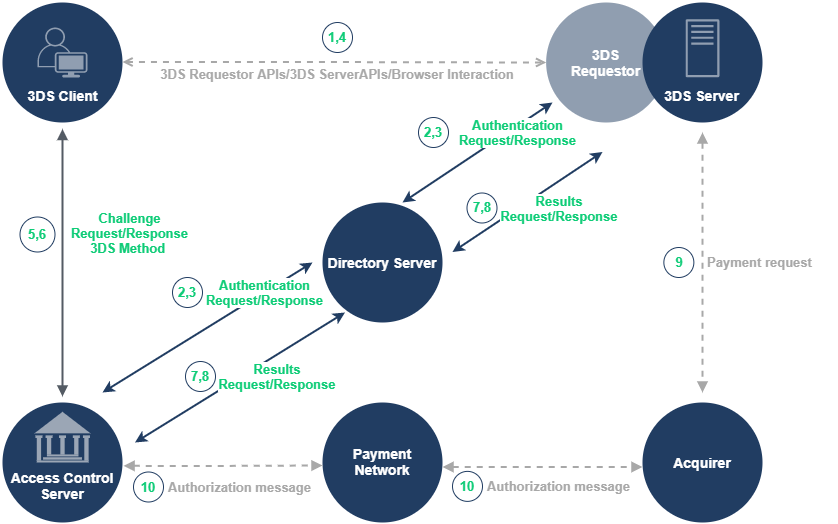 1,4
3DS Requestor APIs/3DS ServerAPIs/Browser Interaction
3DS Client
3DS
Requestor
3DS Server
2,3
Authentication
Request/Response
7,8
Results
Request/Response
5,6
Challenge
Request/Response
3DS Method
Directory Server
9
Payment request
2,3
Authentication
Request/Response
7,8
Results
Request/Response
Access Control
Server
10
Authorization message
Payment
Network
10
Authorization message
Acquirer